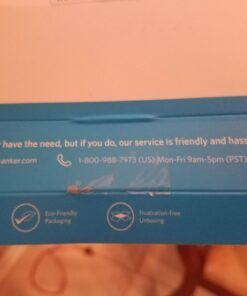 have the need, but if you do, our service is friendly and hass
anker.com
1-800-988-7973 (US) Mon-Fri 9am-5pm (PST)
Eco-Friendly
Packaging
Frustration-Free
Unboxing